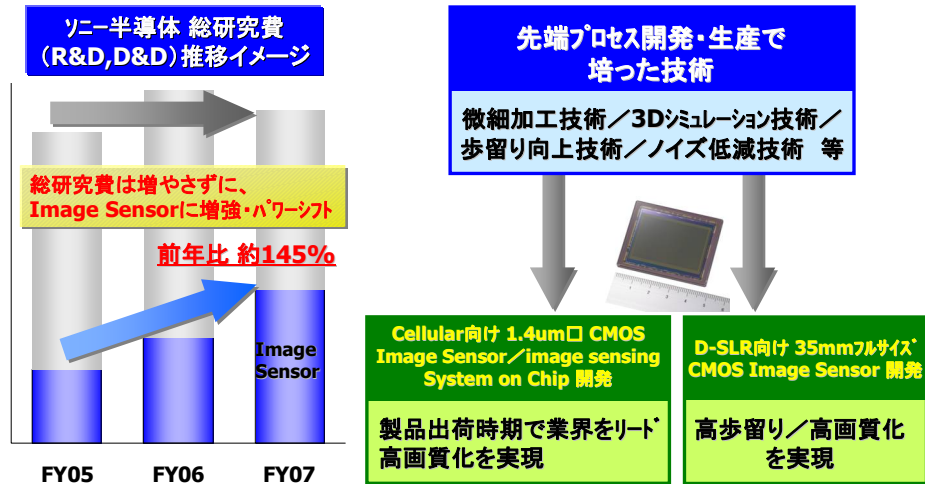 ソニー半導体 総研究費
（R&D,D&D）推移イメージ
総研究費は増やさずに、
Image Sensorに増強・ﾊﾟﾜｰｼﾌﾄ
前年比 約145%
Image
Sensor
FY05
FY06
FY07
先端ﾌﾟﾛｾｽ開発・生産で
培った技術
微細加工技術／3Dｼﾐｭﾚｰｼｮﾝ技術／
歩留り向上技術／ノイズ低減技術 等
Cellular向け 1.4um□ CMOS
Image Sensor／image sensing
System on Chip 開発
製品出荷時期で業界をﾘｰﾄﾞ
高画質化を実現
D-SLR向け 35mmﾌﾙｻｲｽﾞ
CMOS Image Sensor 開発
高歩留り／高画質化
を実現